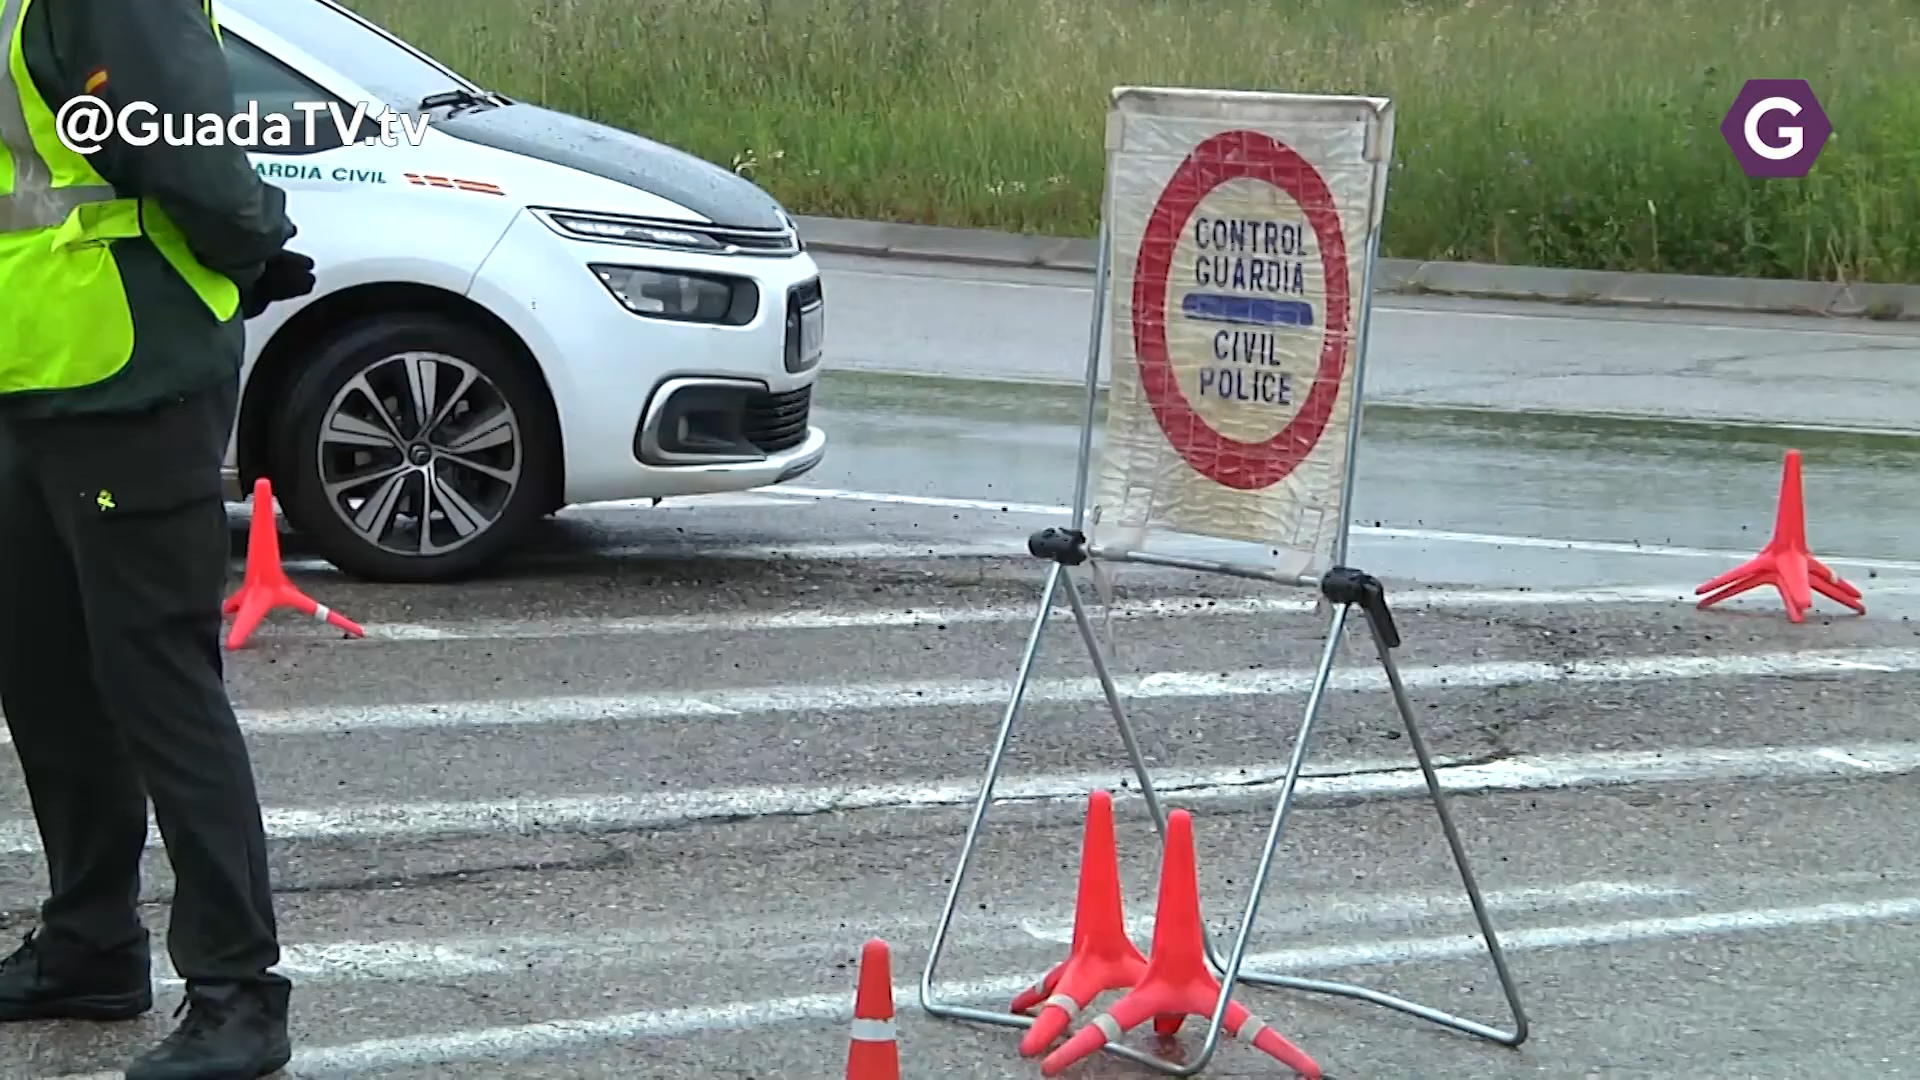 @GuadaTV.tv
G
ARDIA CIVIL
CONTROL
GUARDIA
CIVIL
POLICE